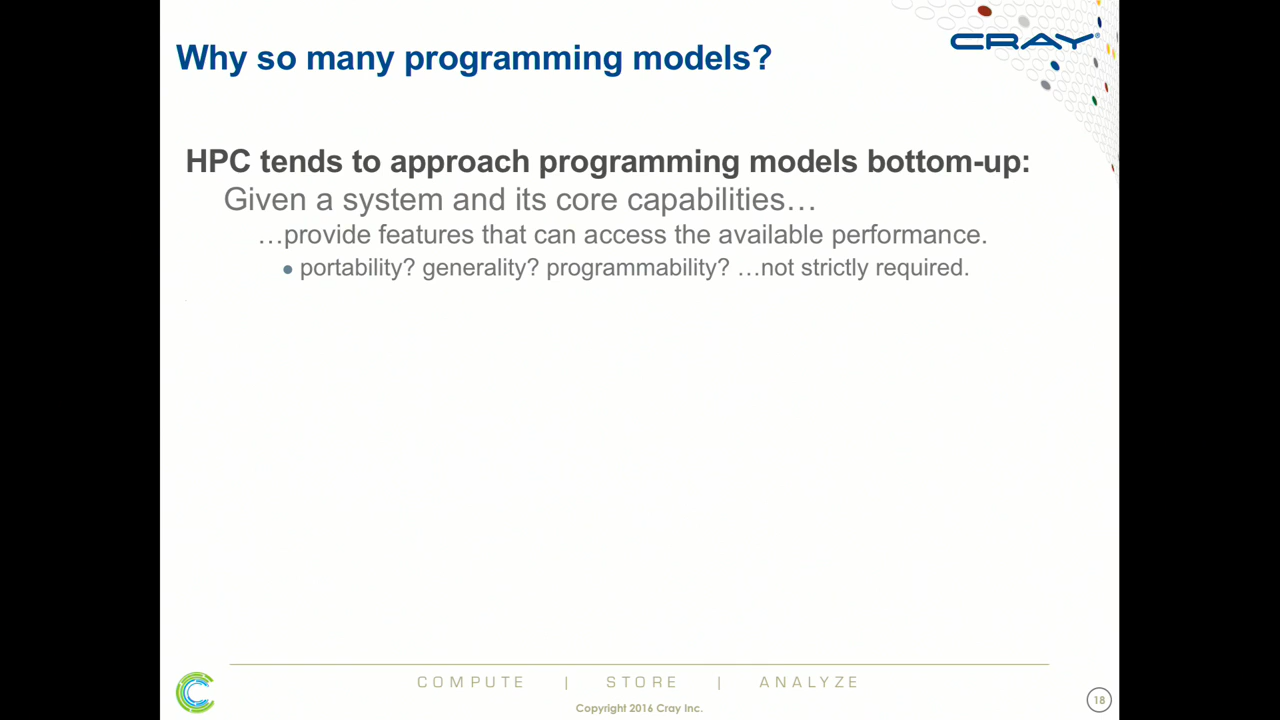 CRAY®
Why so many programming models?
HPC tends to approach programming models bottom-up:
Given a system and its core capabilities…
…provide features that can access the available performance.
● portability? generality? programmability? …not strictly required.
COMPUTE | STORE | ANALYZE
Copyright 2016 Cray Inc.
18